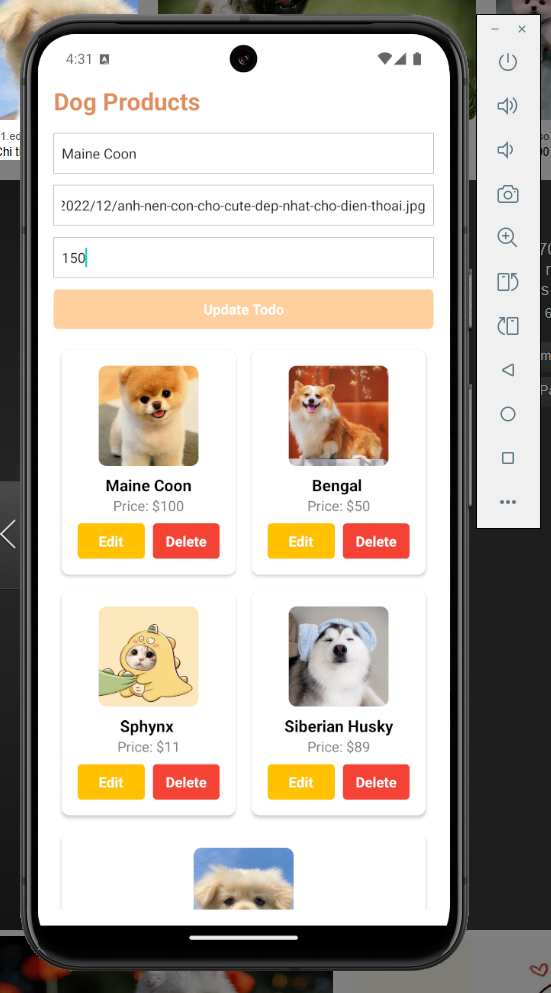 4:31
Dog Products
Maine Coon
2022/12/anh-nen-con-cho-cute-dep-nhat-cho-dien-thoai.jpg
150
Update Todo
Maine Coon
Price: $100
Edit
Delete
Bengal
Price: $50
Edit
Delete
Sphynx
Price: $11
Edit
Delete
Siberian Husky
Price: $89
Edit
Delete